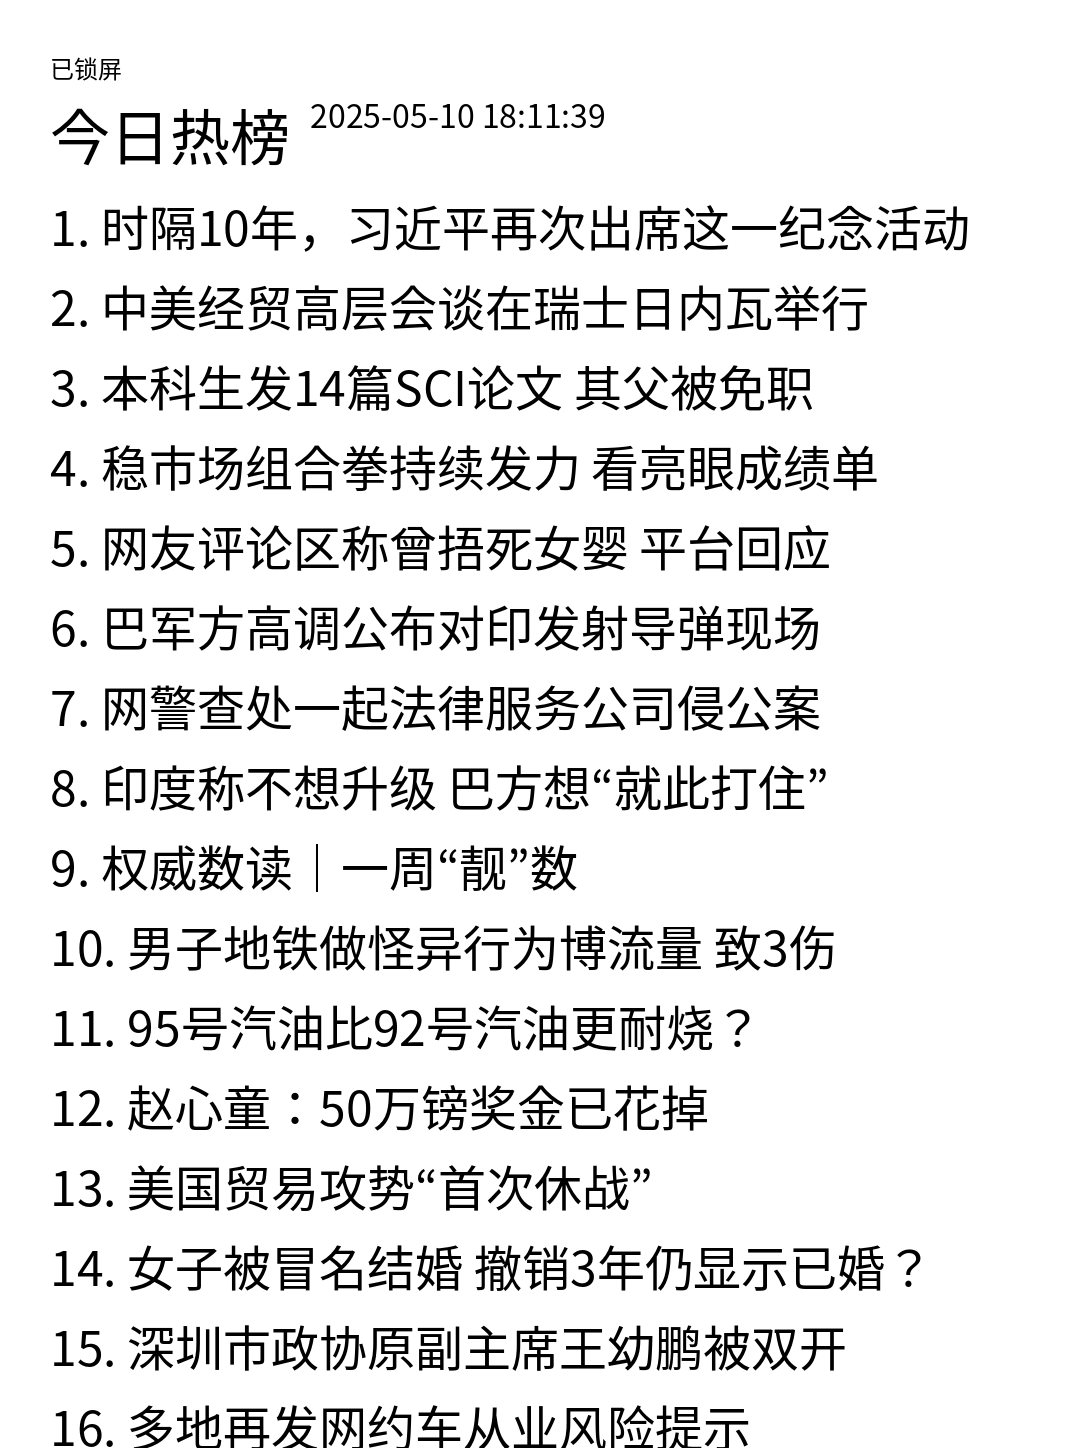 已锁屏
今日热榜 2025-05-10 18:11:39
1. 时隔10年，习近平再次出席这一纪念活动
2. 中美经贸高层会谈在瑞士日内瓦举行
3. 本科生发14篇SCI论文 其父被免职
4. 稳市场组合拳持续发力 看亮眼成绩单
5. 网友评论区称曾捂死女婴 平台回应
6. 巴军方高调公布对印发射导弹现场
7. 网警查处一起法律服务公司侵公案
8. 印度称不想升级 巴方想“就此打住”
9. 权威数读｜一周“靓”数
10. 男子地铁做怪异行为博流量 致3伤
11. 95号汽油比92号汽油更耐烧？
12. 赵心童：50万镑奖金已花掉
13. 美国贸易攻势“首次休战”
14. 女子被冒名结婚 撤销3年仍显示已婚？
15. 深圳市政协原副主席王幼鹏被双开
16. 多地再发网约车从业风险提示